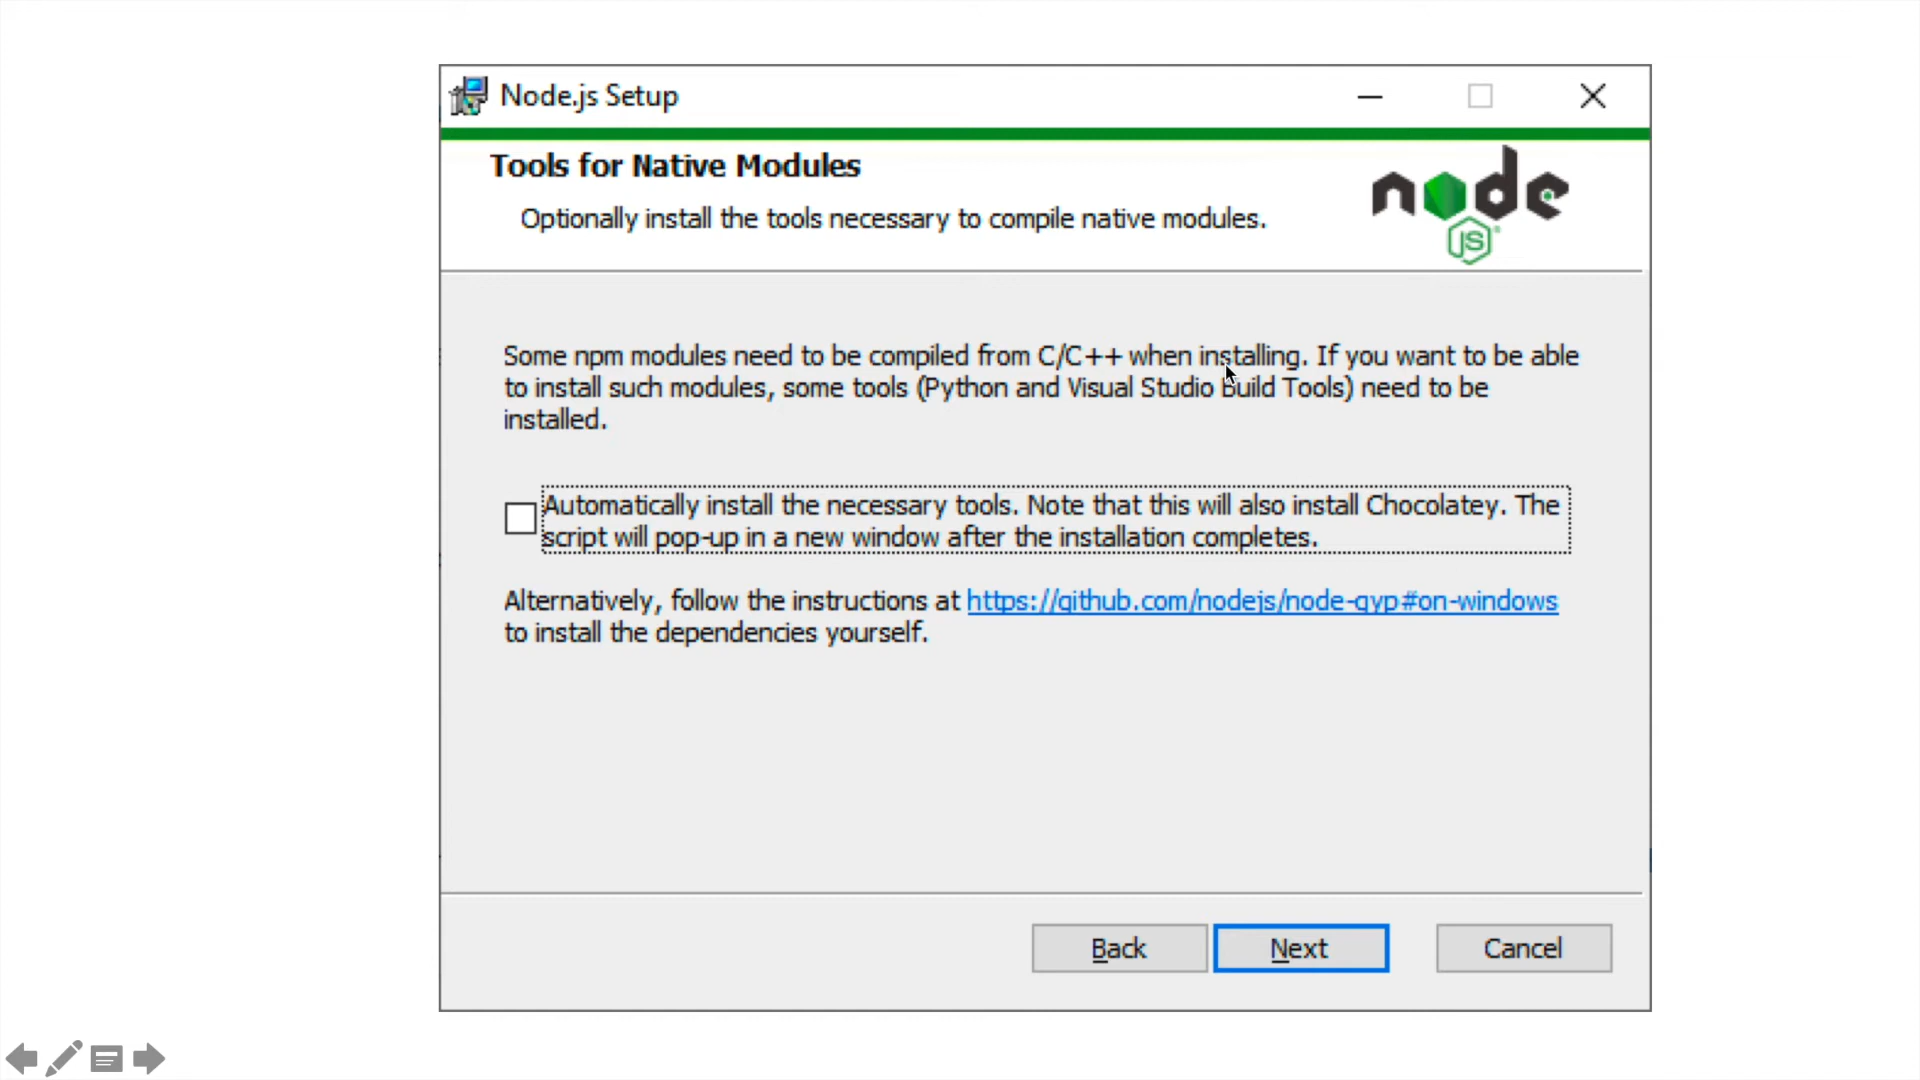 Node.js Setup
Tools for Native Modules
Optionally install the tools necessary to compile native modules.
node
JS
Some npm modules need to be compiled from C/C++ when installing. If you want to be able
to install such modules, some tools (Python and Visual Studio Build Tools) need to be
installed.
Automatically install the necessary tools. Note that this will also install Chocolatey. The
script will pop-up in a new window after the installation completes.
Alternatively, follow the instructions at https://github.com/nodejs/node-gyp#on-windows
to install the dependencies yourself.
Back
Next
Cancel